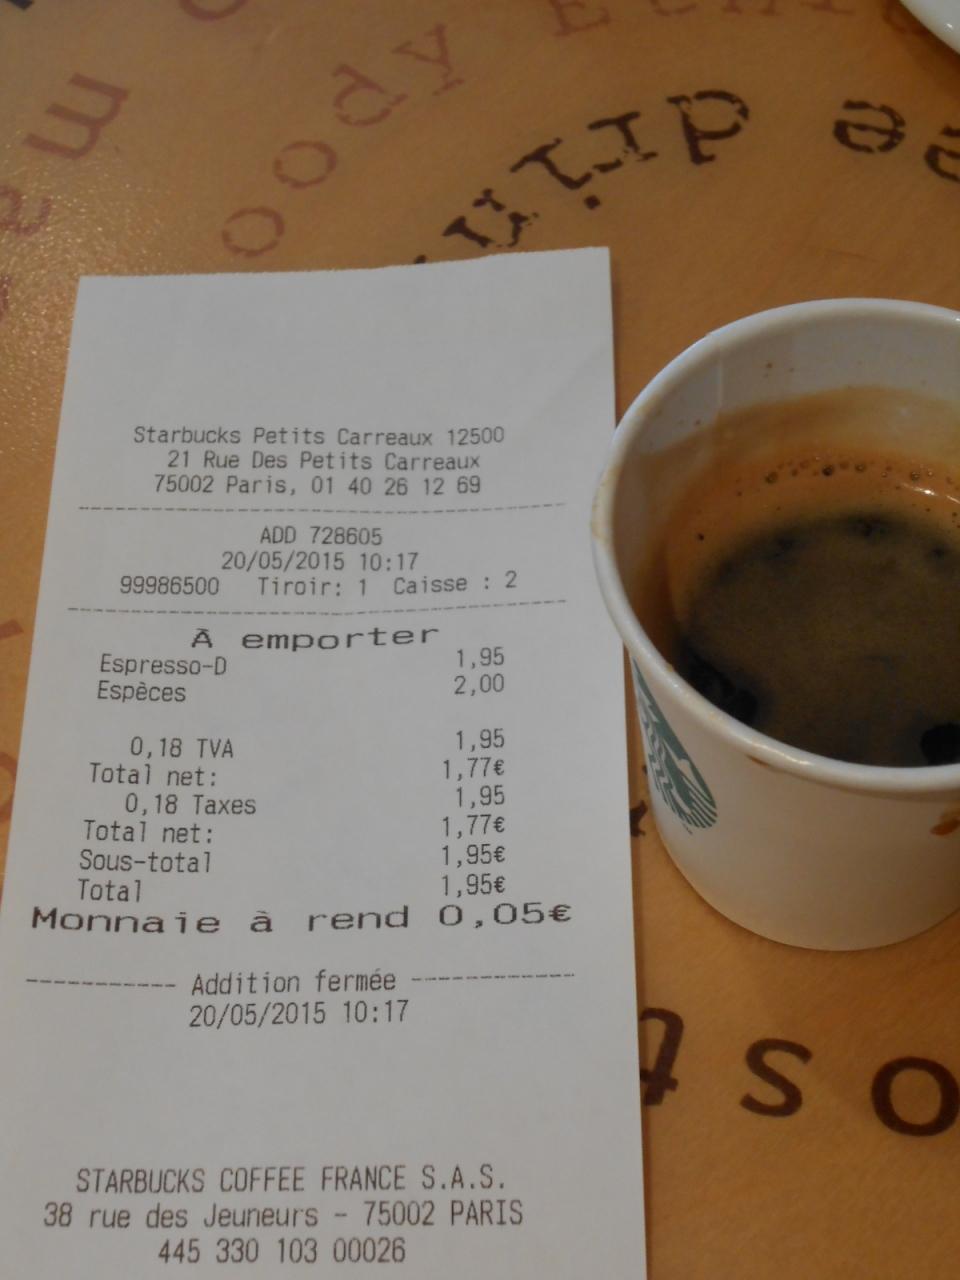 Starbucks Petits Carreaux 12500
21 Rue Des Petits Carreaux
75002 Paris, 01 40 26 12 69
ADD 728605
20/05/2015 10:17
99986500 Tiroir: 1 Caisse : 2
À emporter
Espresso-D 1,95
Espèces 2,00
0,18 TVA 1,95
Total net: 1,77€
0,18 Taxes 1,95
Total net: 1,77€
Sous-total 1,95€
Total 1,95€
Monnaie à rend 0,05€
----------- Addition fermée ------------
20/05/2015 10:17
STARBUCKS COFFEE FRANCE S.A.S.
38 rue des Jeuneurs - 75002 PARIS
445 330 103 00026